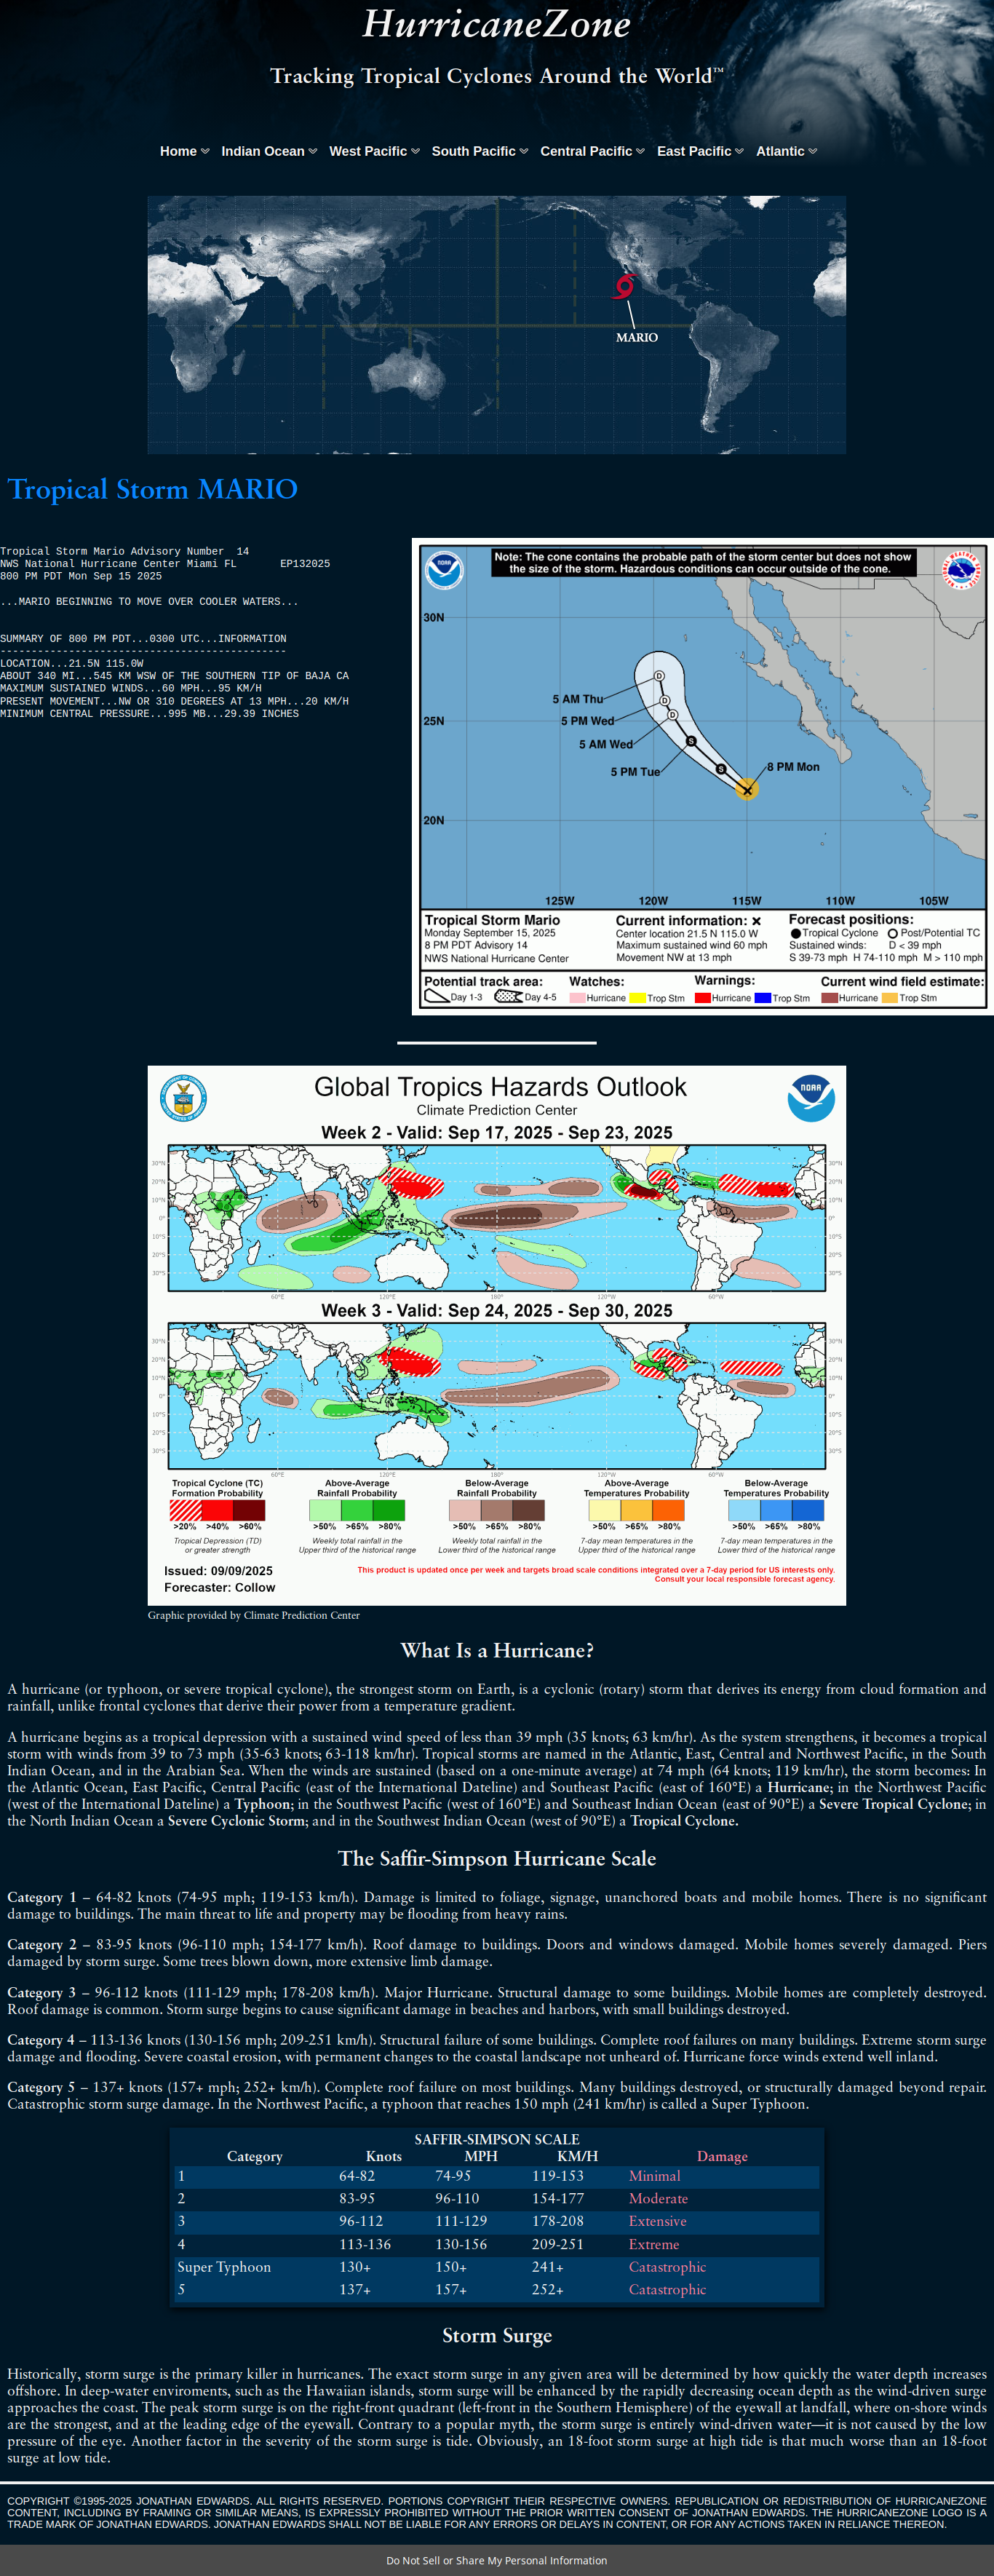 HurricaneZone
Tracking Tropical Cyclones Around the World™
Home Indian Ocean West Pacific South Pacific Central Pacific East Pacific Atlantic
MARIO
Tropical Storm MARIO
Tropical Storm Mario Advisory Number 14
NWS National Hurricane Center Miami FL EP132025
800 PM PDT Mon Sep 15 2025
...MARIO BEGINNING TO MOVE OVER COOLER WATERS...
SUMMARY OF 800 PM PDT...0300 UTC...INFORMATION
----------------------------------------------
LOCATION...21.5N 115.0W
ABOUT 340 MI...545 KM WSW OF THE SOUTHERN TIP OF BAJA CA
MAXIMUM SUSTAINED WINDS...60 MPH...95 KM/H
PRESENT MOVEMENT...NW OR 310 DEGREES AT 13 MPH...20 KM/H
MINIMUM CENTRAL PRESSURE...995 MB...29.39 INCHES
Note: The cone contains the probable path of the storm center but does not show
the size of the storm. Hazardous conditions can occur outside of the cone.
NOAA
30N
25N
20N
5 AM Thu
5 PM Wed
5 AM Wed
5 PM Tue
8 PM Mon
D
D
D
S
S
125W 120W 115W 110W 105W
Tropical Storm Mario
Monday September 15, 2025
8 PM PDT Advisory 14
NWS National Hurricane Center
Current information: x
Center location 21.5 N 115.0 W
Maximum sustained wind 60 mph
Movement NW at 13 mph
Forecast positions:
Tropical Cyclone Post/Potential TC
Sustained winds: D < 39 mph
S 39-73 mph H 74-110 mph M > 110 mph
Potential track area:
Day 1-3 Day 4-5
Watches:
Hurricane Trop Stm
Warnings:
Hurricane Trop Stm
Current wind field estimate:
Hurricane Trop Stm
Global Tropics Hazards Outlook
Climate Prediction Center
NOAA
Week 2 - Valid: Sep 17, 2025 - Sep 23, 2025
30°N 30°N
20°N 20°N
10°N 10°N
0° 0°
10°S 10°S
20°S 20°S
30°S 30°S
60°E 120°E 180° 120°W 60°W
Week 3 - Valid: Sep 24, 2025 - Sep 30, 2025
30°N 30°N
20°N 20°N
10°N 10°N
0° 0°
10°S 10°S
20°S 20°S
30°S 30°S
60°E 120°E 180° 120°W 60°W
Tropical Cyclone (TC)
Formation Probability
>20% >40% >60%
Tropical Depression (TD)
or greater strength
Above-Average
Rainfall Probability
>50% >65% >80%
Weekly total rainfall in the
Upper third of the historical range
Below-Average
Rainfall Probability
>50% >65% >80%
Weekly total rainfall in the
Lower third of the historical range
Above-Average
Temperatures Probability
>50% >65% >80%
7-day mean temperatures in the
Upper third of the historical range
Below-Average
Temperatures Probability
>50% >65% >80%
7-day mean temperatures in the
Lower third of the historical range
Issued: 09/09/2025
Forecaster: Collow
This product is updated once per week and targets broad scale conditions integrated over a 7-day period for US interests only.
Consult your local responsible forecast agency.
Graphic provided by Climate Prediction Center
What Is a Hurricane?
A hurricane (or typhoon, or severe tropical cyclone), the strongest storm on Earth, is a cyclonic (rotary) storm that derives its energy from cloud formation and
rainfall, unlike frontal cyclones that derive their power from a temperature gradient.
A hurricane begins as a tropical depression with a sustained wind speed of less than 39 mph (35 knots; 63 km/hr). As the system strengthens, it becomes a tropical
storm with winds from 39 to 73 mph (35-63 knots; 63-118 km/hr). Tropical storms are named in the Atlantic, East, Central and Northwest Pacific, in the South
Indian Ocean, and in the Arabian Sea. When the winds are sustained (based on a one-minute average) at 74 mph (64 knots; 119 km/hr), the storm becomes: In
the Atlantic Ocean, East Pacific, Central Pacific (east of the International Dateline) and Southeast Pacific (east of 160°E) a Hurricane; in the Northwest Pacific
(west of the International Dateline) a Typhoon; in the Southwest Pacific (west of 160°E) and Southeast Indian Ocean (east of 90°E) a Severe Tropical Cyclone; in
the North Indian Ocean a Severe Cyclonic Storm; and in the Southwest Indian Ocean (west of 90°E) a Tropical Cyclone.
The Saffir-Simpson Hurricane Scale
Category 1 – 64-82 knots (74-95 mph; 119-153 km/h). Damage is limited to foliage, signage, unanchored boats and mobile homes. There is no significant
damage to buildings. The main threat to life and property may be flooding from heavy rains.
Category 2 – 83-95 knots (96-110 mph; 154-177 km/h). Roof damage to buildings. Doors and windows damaged. Mobile homes severely damaged. Piers
damaged by storm surge. Some trees blown down, more extensive limb damage.
Category 3 – 96-112 knots (111-129 mph; 178-208 km/h). Major Hurricane. Structural damage to some buildings. Mobile homes are completely destroyed.
Roof damage is common. Storm surge begins to cause significant damage in beaches and harbors, with small buildings destroyed.
Category 4 – 113-136 knots (130-156 mph; 209-251 km/h). Structural failure of some buildings. Complete roof failures on many buildings. Extreme storm surge
damage and flooding. Severe coastal erosion, with permanent changes to the coastal landscape not unheard of. Hurricane force winds extend well inland.
Category 5 – 137+ knots (157+ mph; 252+ km/h). Complete roof failure on most buildings. Many buildings destroyed, or structurally damaged beyond repair.
Catastrophic storm surge damage. In the Northwest Pacific, a typhoon that reaches 150 mph (241 km/hr) is called a Super Typhoon.
SAFFIR-SIMPSON SCALE
Category Knots MPH KM/H Damage
1 64-82 74-95 119-153 Minimal
2 83-95 96-110 154-177 Moderate
3 96-112 111-129 178-208 Extensive
4 113-136 130-156 209-251 Extreme
Super Typhoon 130+ 150+ 241+ Catastrophic
5 137+ 157+ 252+ Catastrophic
Storm Surge
Historically, storm surge is the primary killer in hurricanes. The exact storm surge in any given area will be determined by how quickly the water depth increases
offshore. In deep-water enviroments, such as the Hawaiian islands, storm surge will be enhanced by the rapidly decreasing ocean depth as the wind-driven surge
approaches the coast. The peak storm surge is on the right-front quadrant (left-front in the Southern Hemisphere) of the eyewall at landfall, where on-shore winds
are the strongest, and at the leading edge of the eyewall. Contrary to a popular myth, the storm surge is entirely wind-driven water—it is not caused by the low
pressure of the eye. Another factor in the severity of the storm surge is tide. Obviously, an 18-foot storm surge at high tide is that much worse than an 18-foot
surge at low tide.
COPYRIGHT ©1995-2025 JONATHAN EDWARDS. ALL RIGHTS RESERVED. PORTIONS COPYRIGHT THEIR RESPECTIVE OWNERS. REPUBLICATION OR REDISTRIBUTION OF HURRICANEZONE
CONTENT, INCLUDING BY FRAMING OR SIMILAR MEANS, IS EXPRESSLY PROHIBITED WITHOUT THE PRIOR WRITTEN CONSENT OF JONATHAN EDWARDS. THE HURRICANEZONE LOGO IS A
TRADE MARK OF JONATHAN EDWARDS. JONATHAN EDWARDS SHALL NOT BE LIABLE FOR ANY ERRORS OR DELAYS IN CONTENT, OR FOR ANY ACTIONS TAKEN IN RELIANCE THEREON.
Do Not Sell or Share My Personal Information